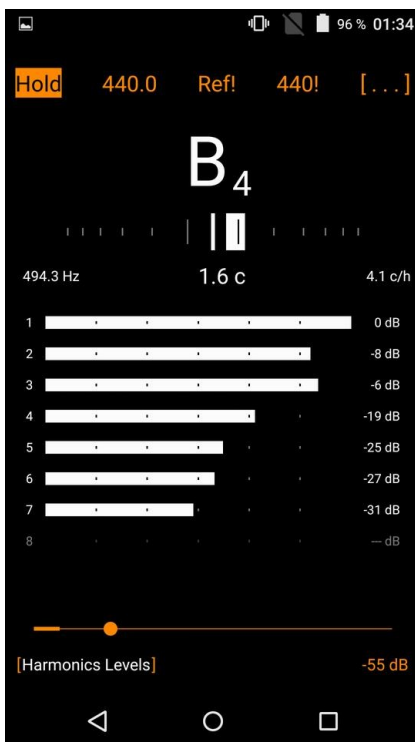 96 % 01:34
Hold 440.0 Ref! 440! [...]
B4
494.3 Hz 1.6 c 4.1 c/h
1 0 dB
2 -8 dB
3 -6 dB
4 -19 dB
5 -25 dB
6 -27 dB
7 -31 dB
8 --- dB
[Harmonics Levels] -55 dB